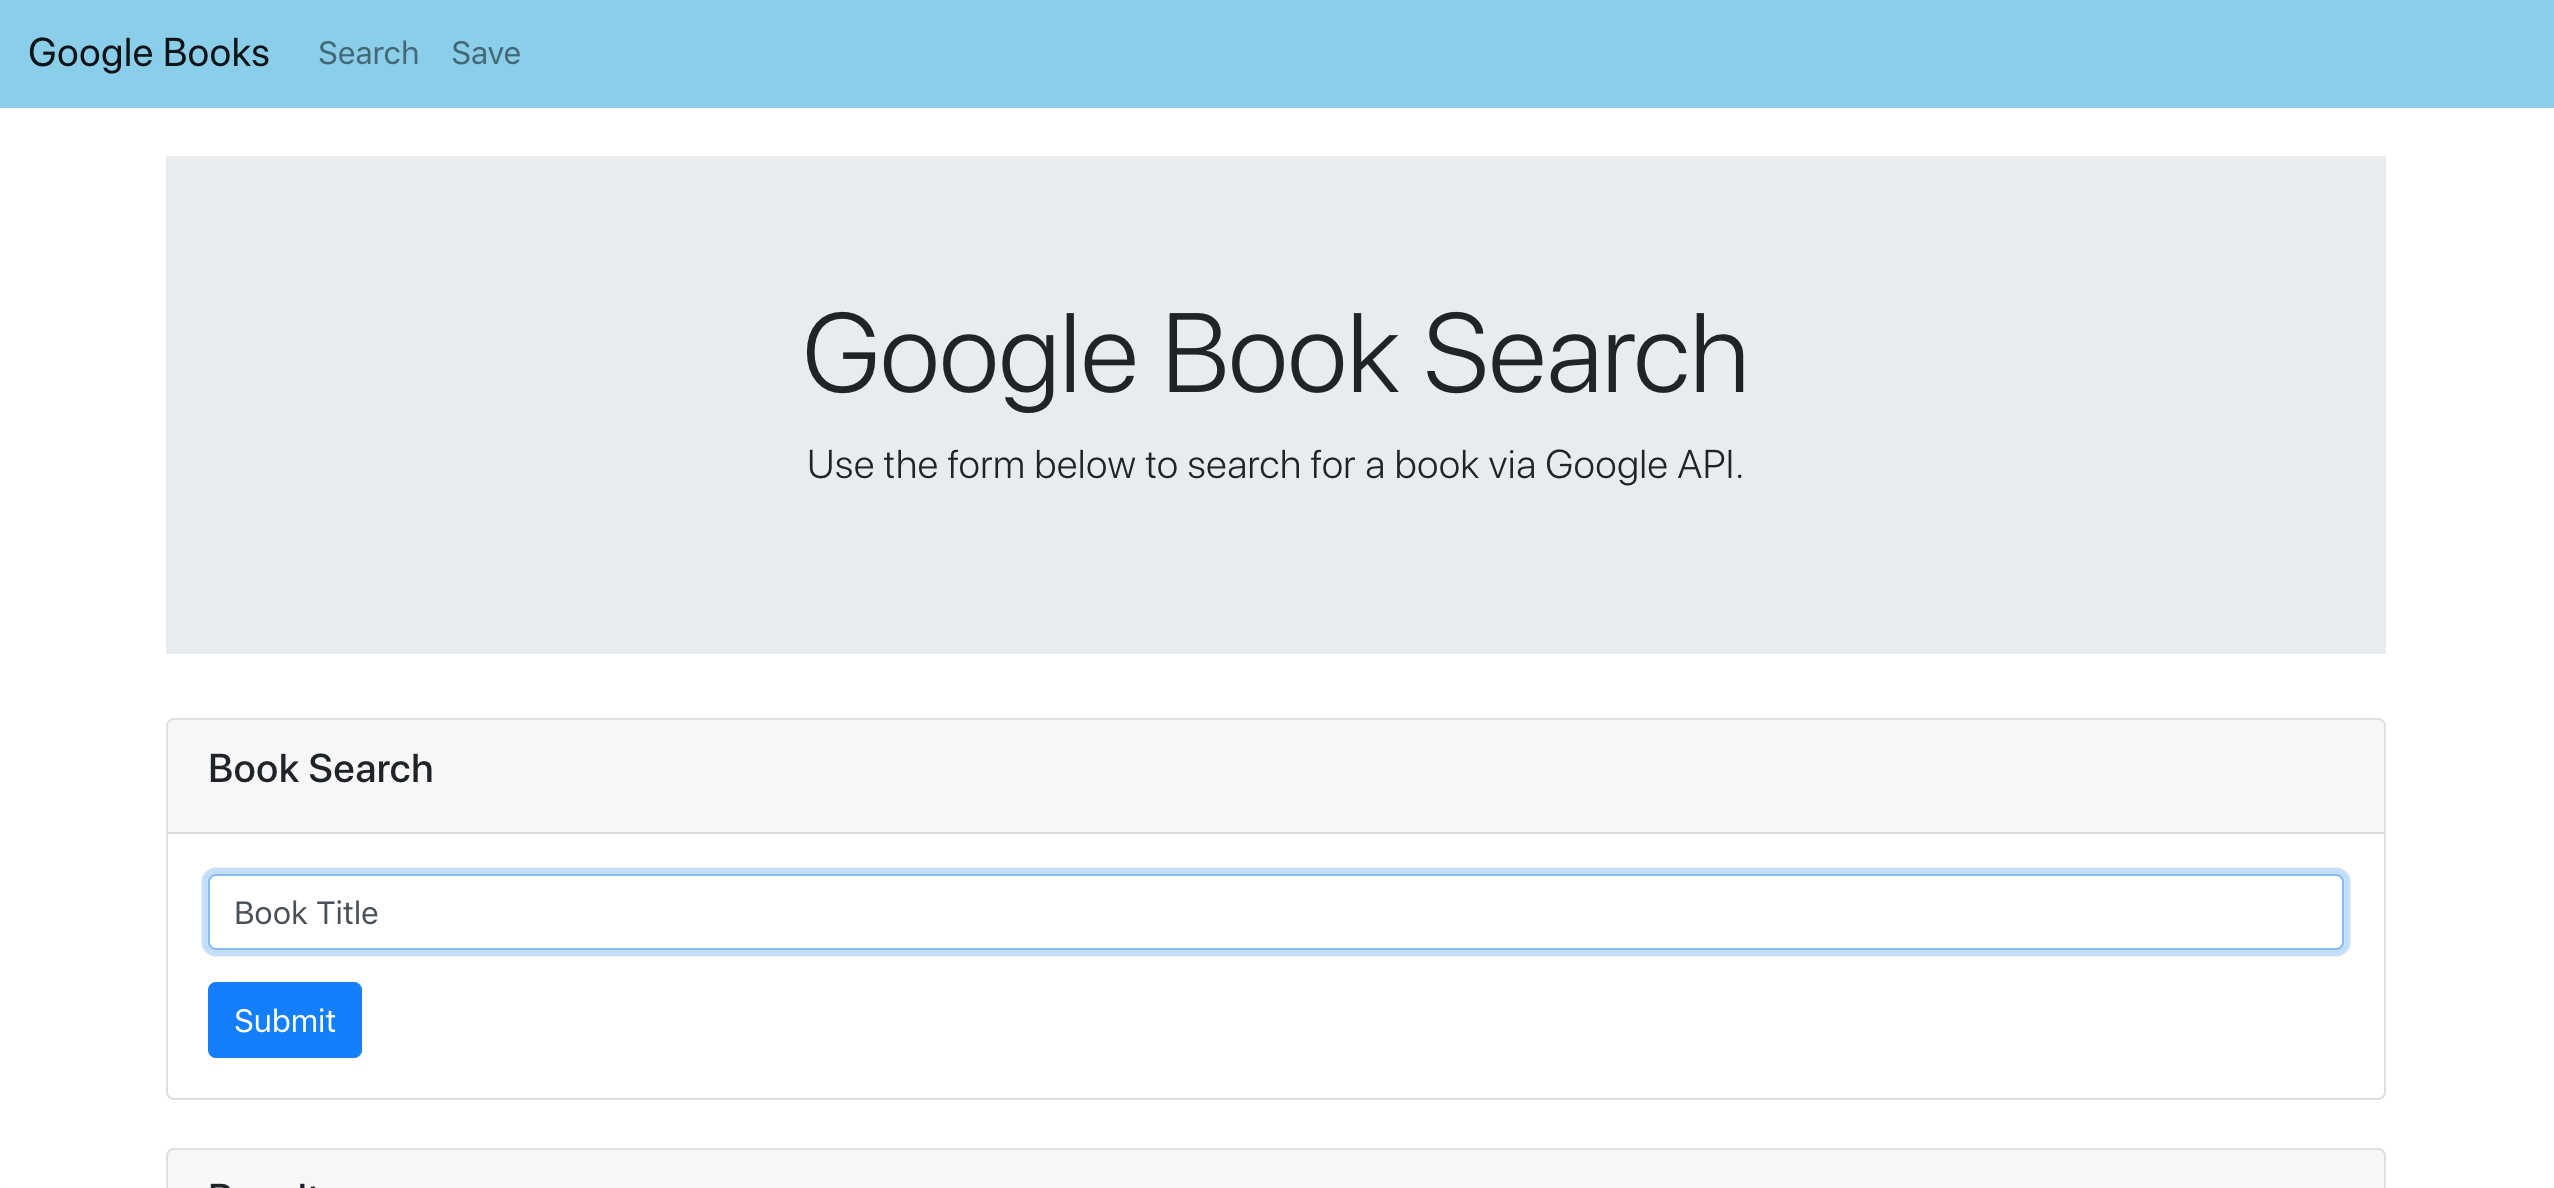 Google Books Search Save
Google Book Search
Use the form below to search for a book via Google API.
Book Search
Book Title
Submit